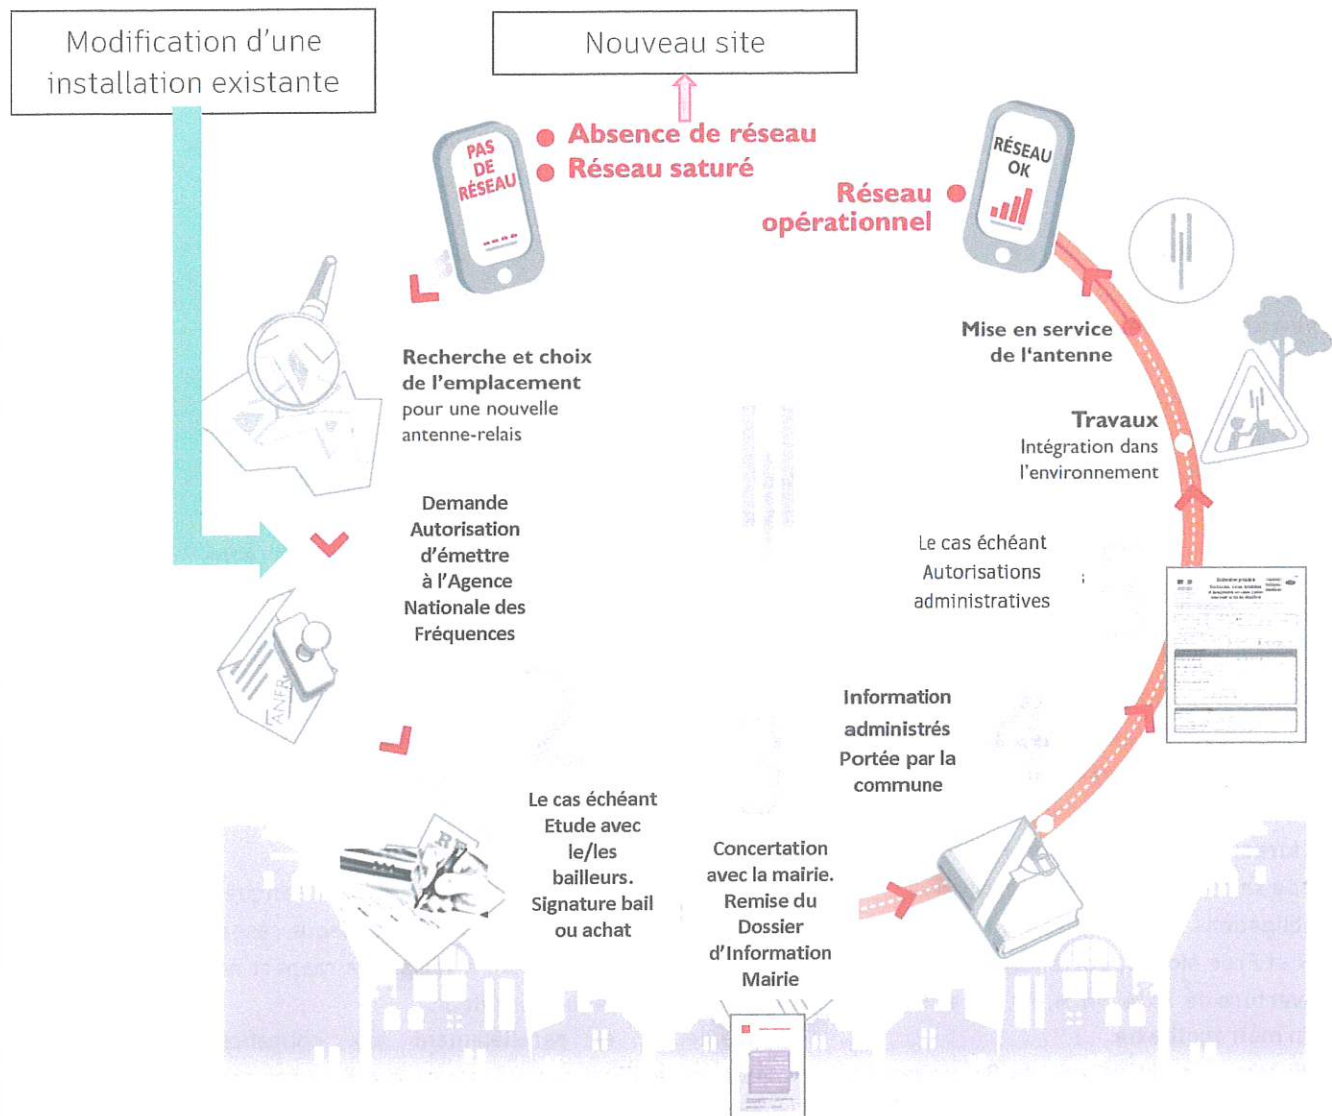 Modification d'une
installation existante
Nouveau site
Absence de réseau
Réseau saturé
PAS
DE
RÉSEAU
RÉSEAU
OK
Réseau
opérationnel
Recherche et choix
de l'emplacement
pour une nouvelle
antenne-relais
Demande
Autorisation
d'émettre
à l'Agence
Nationale des
Fréquences
ANFR
Le cas échéant
Etude avec
le/les
bailleurs.
Signature bail
ou achat
Concertation
avec la mairie.
Remise du
Dossier
d'Information
Mairie
Information
administrés
Portée par la
commune
Le cas échéant
Autorisations
administratives
Travaux
Intégration dans
l'environnement
Mise en service
de l'antenne